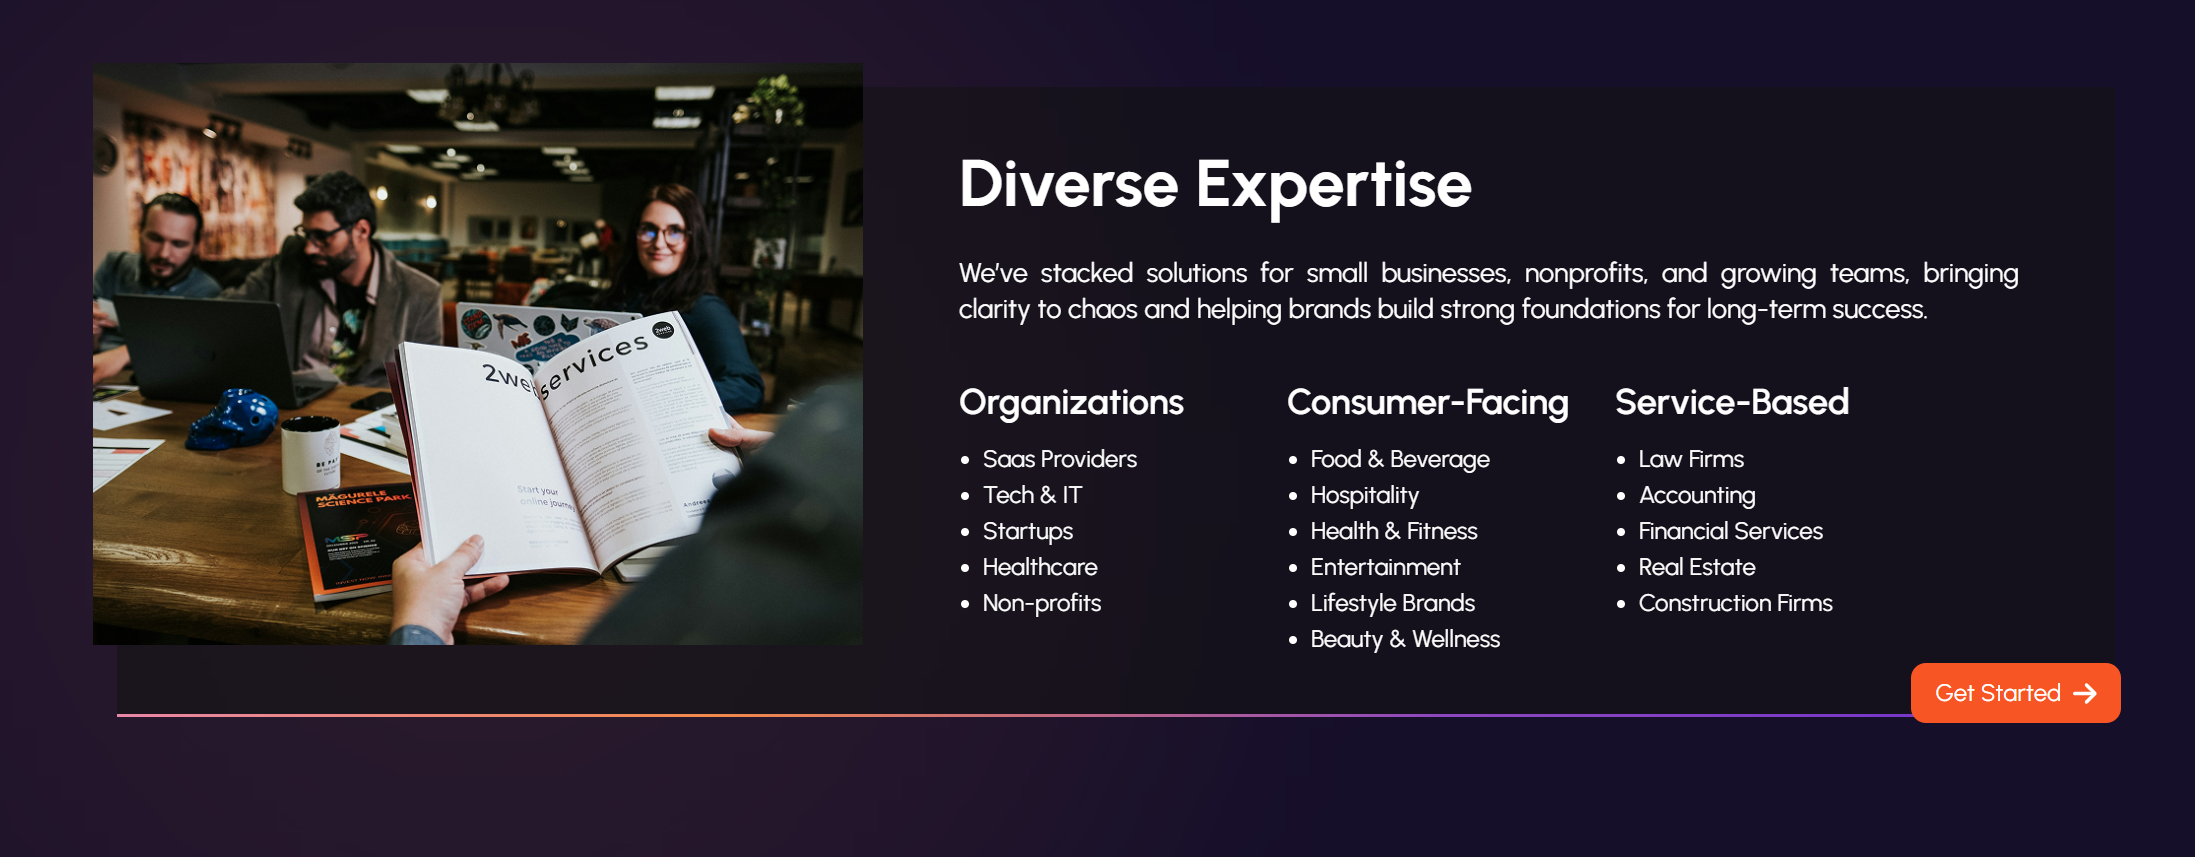 Diverse Expertise
We've stacked solutions for small businesses, nonprofits, and growing teams, bringing
clarity to chaos and helping brands build strong foundations for long-term success.
Organizations
Saas Providers
Tech & IT
Startups
Healthcare
Non-profits
Consumer-Facing
Food & Beverage
Hospitality
Health & Fitness
Entertainment
Lifestyle Brands
Beauty & Wellness
Service-Based
Law Firms
Accounting
Financial Services
Real Estate
Construction Firms
Get Started
2web
services
2web
Start your
online journey
MĂGURELE
SCIENCE PARK